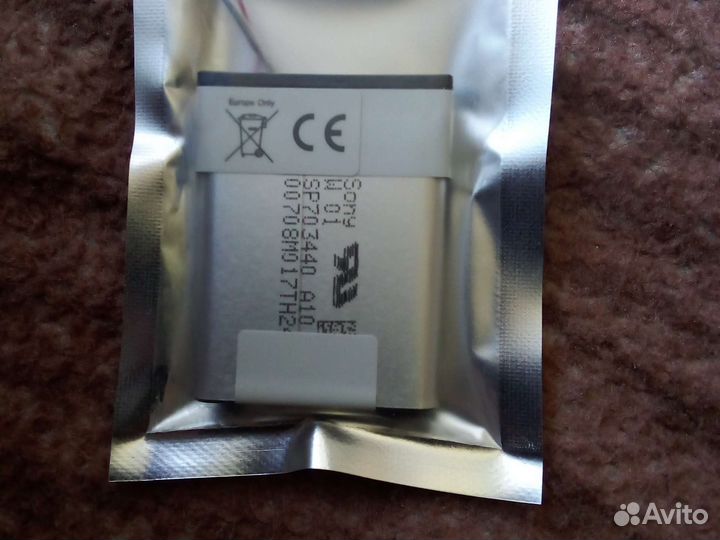 Europe Only
CE
Sony
W 01
SP703440 A10
00708M017TH2
Avito